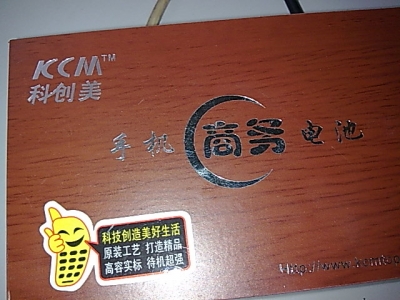 KCM™
科创美
手机 商务 电池
科技创造美好生活
原装工艺 打造精品
高容实标 待机超强